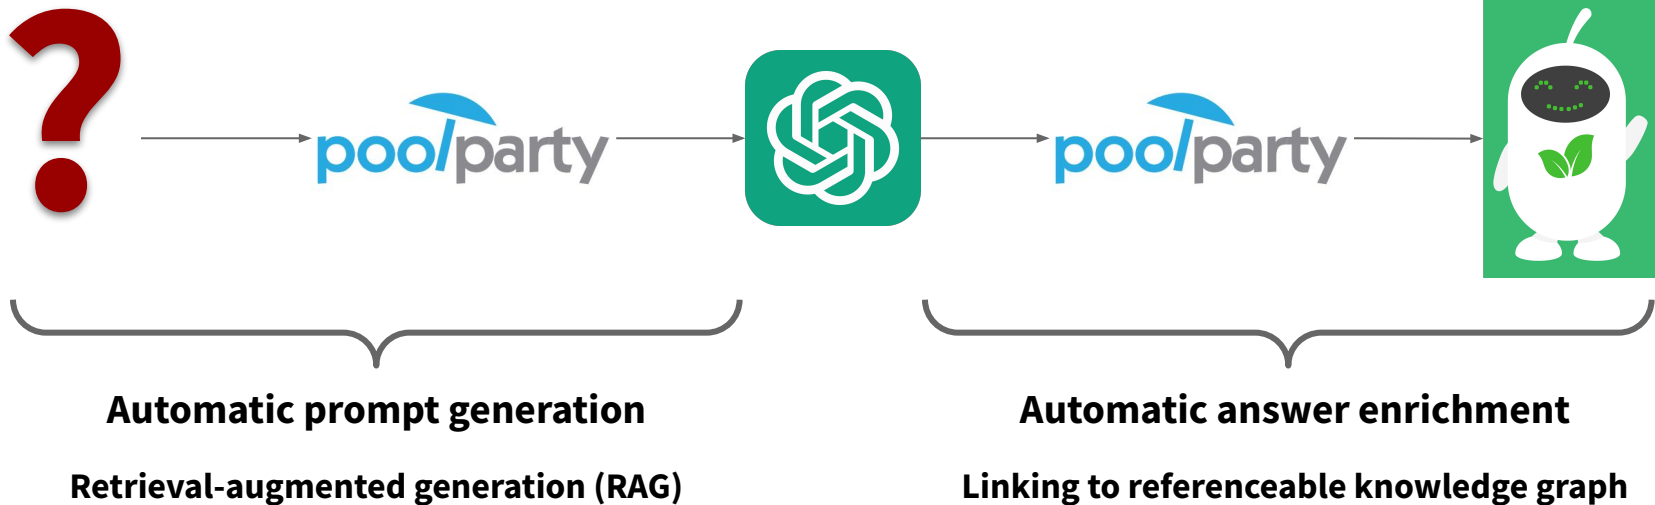 ?
poolparty
poolparty
Automatic prompt generation
Automatic answer enrichment
Retrieval-augmented generation (RAG)
Linking to referenceable knowledge graph